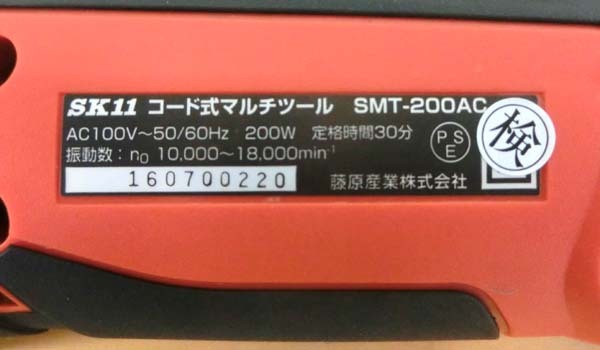 SK11 コード式マルチツール SMT-200AC
AC100V～50/60Hz 200W 定格時間30分
振動数：n₀ 10,000～18,000min⁻¹
160700220
藤原産業株式会社
PS
E
検